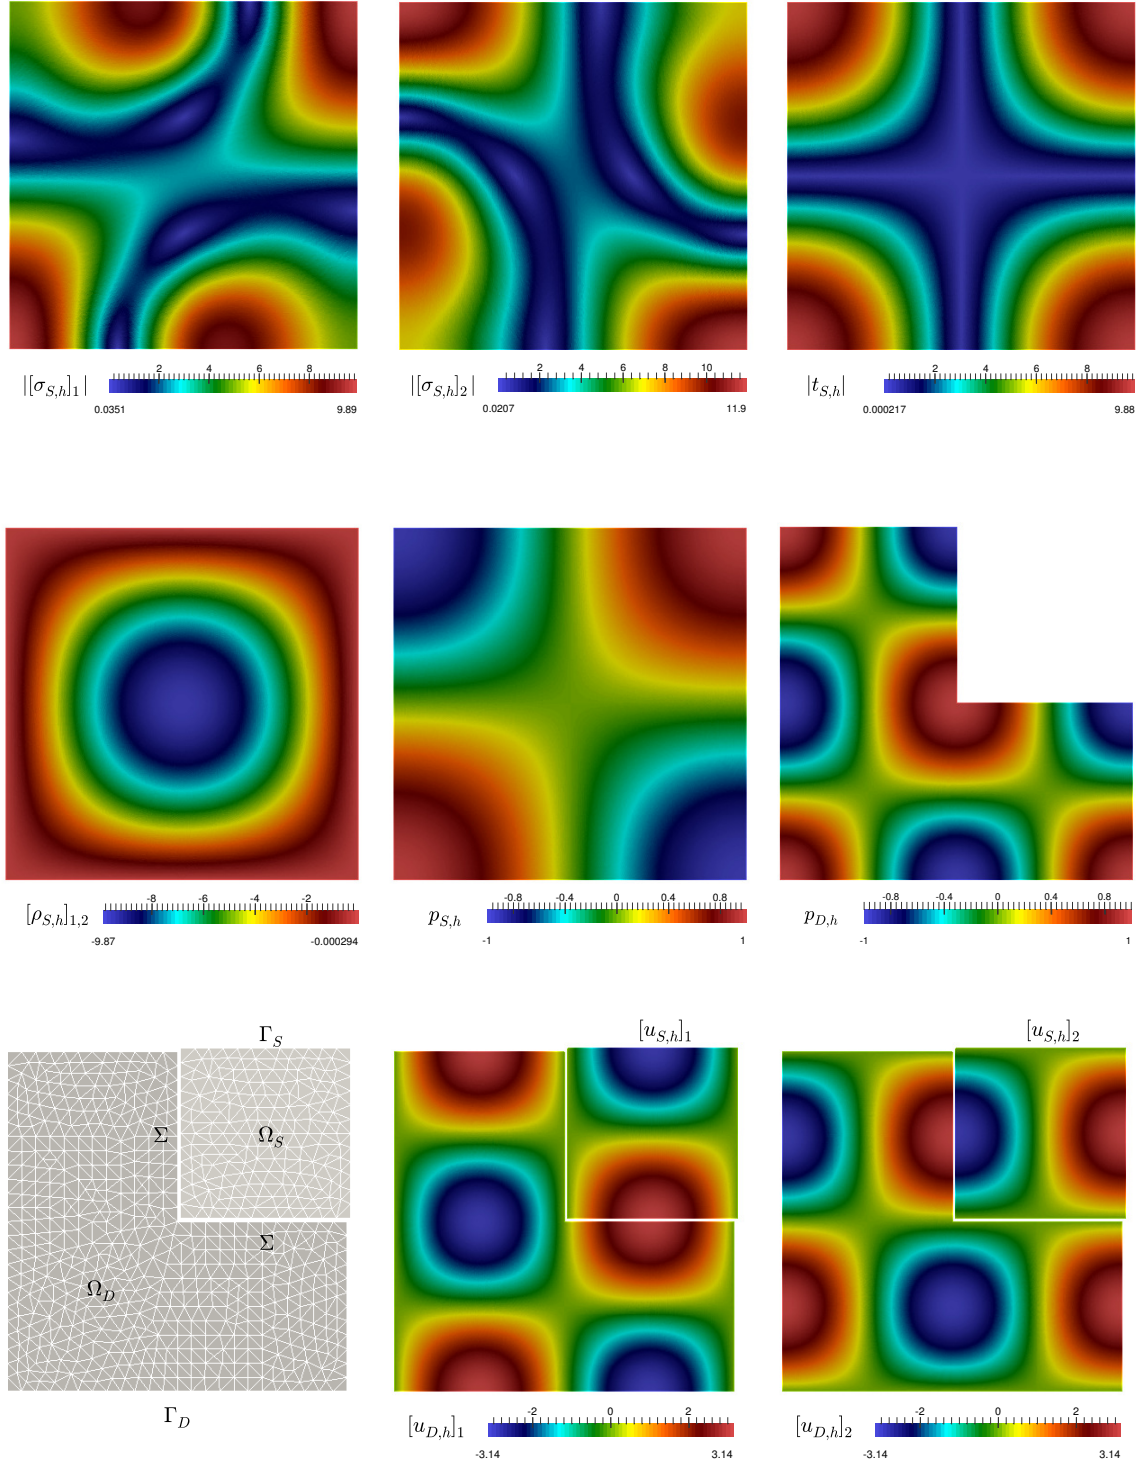 2 4 6 8
|[σ_{S,h}]_1|
0.0351 9.89
2 4 6 8 10
|[σ_{S,h}]_2|
0.0207 11.9
2 4 6 8
|t_{S,h}|
0.000217 9.88
-8 -6 -4 -2
[ρ_{S,h}]_{1,2}
-9.87 -0.000294
-0.8 -0.4 0 0.4 0.8
p_{S,h}
-1 1
-0.8 -0.4 0 0.4 0.8
p_{D,h}
-1 1
Γ_S
Σ
Ω_S
Σ
Ω_D
Γ_D
[u_{S,h}]_1
-2 0 2
[u_{D,h}]_1
-3.14 3.14
[u_{S,h}]_2
-2 0 2
[u_{D,h}]_2
-3.14 3.14